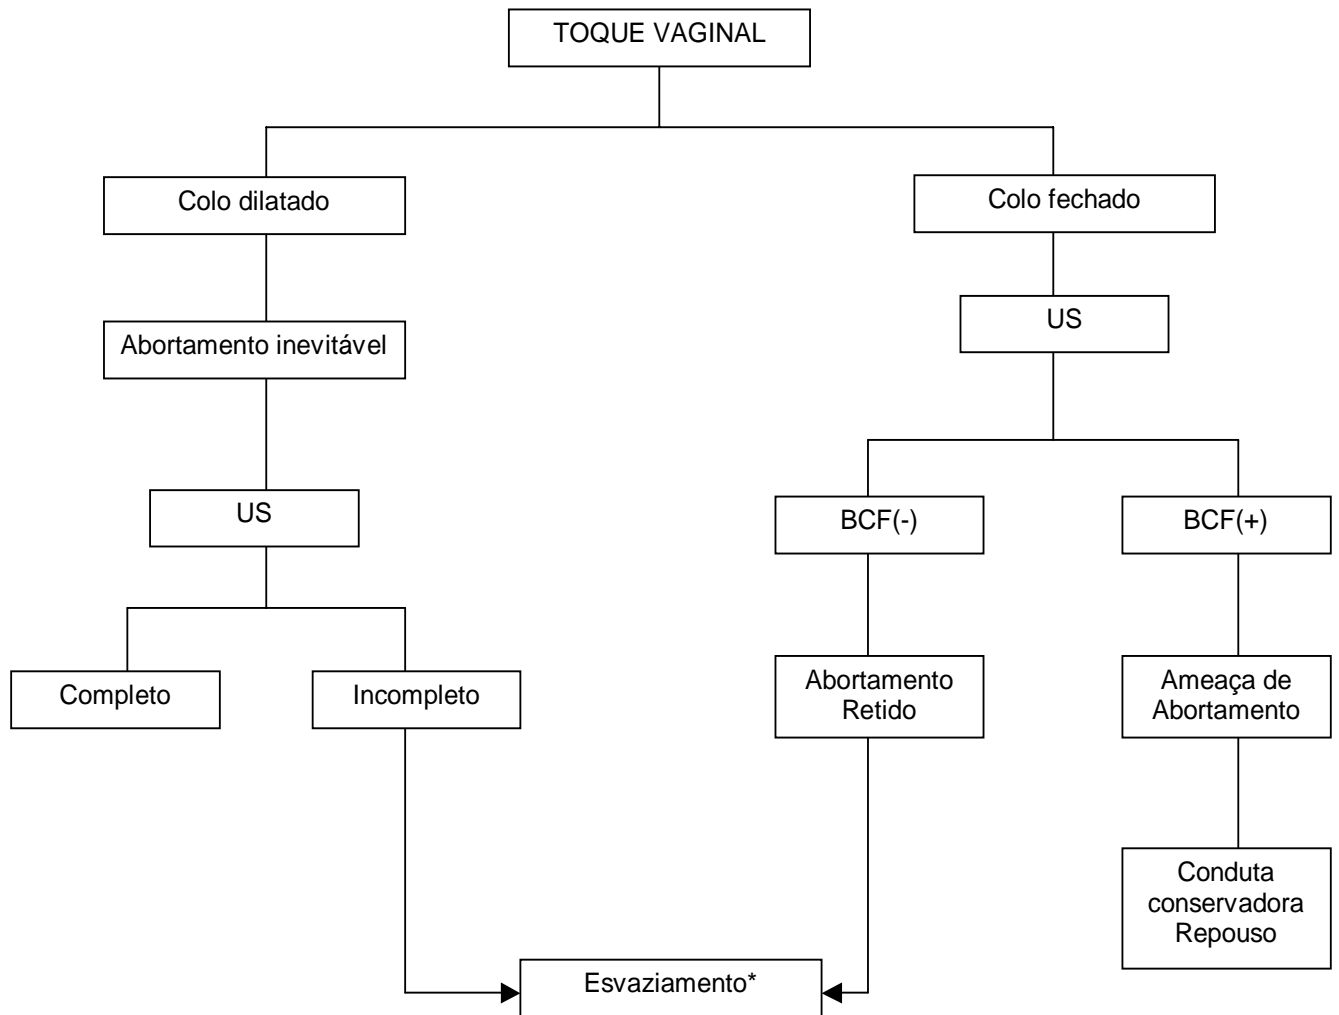 TOQUE VAGINAL
Colo dilatado
Colo fechado
US
Abortamento inevitável
US
BCF(-)
BCF(+)
Completo
Incompleto
Abortamento
Retido
Ameaça de
Abortamento
Conduta
conservadora
Repouso
Esvaziamento*